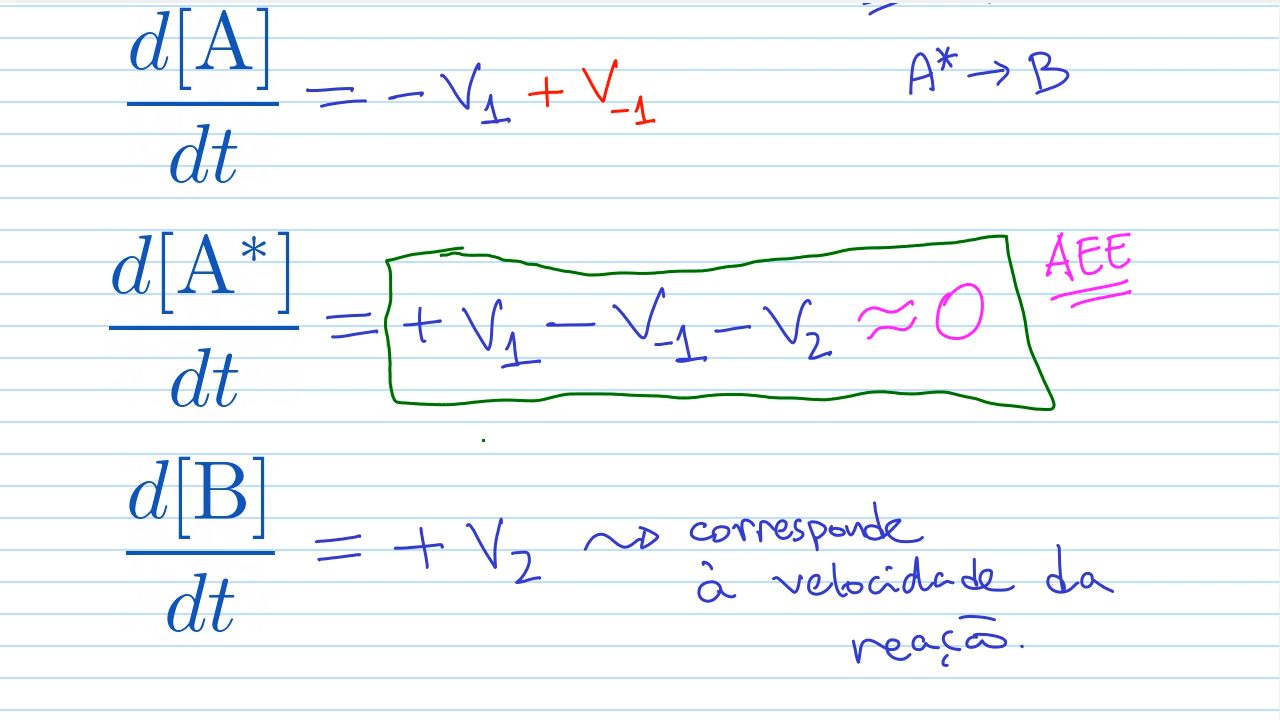 d[A]/dt = - V₁ + V₋₁
A* → B
d[A*]/dt = + V₁ - V₋₁ - V₂ ≈ 0
AEE
d[B]/dt = + V₂ ⤳ corresponde
à velocidade da
reação.